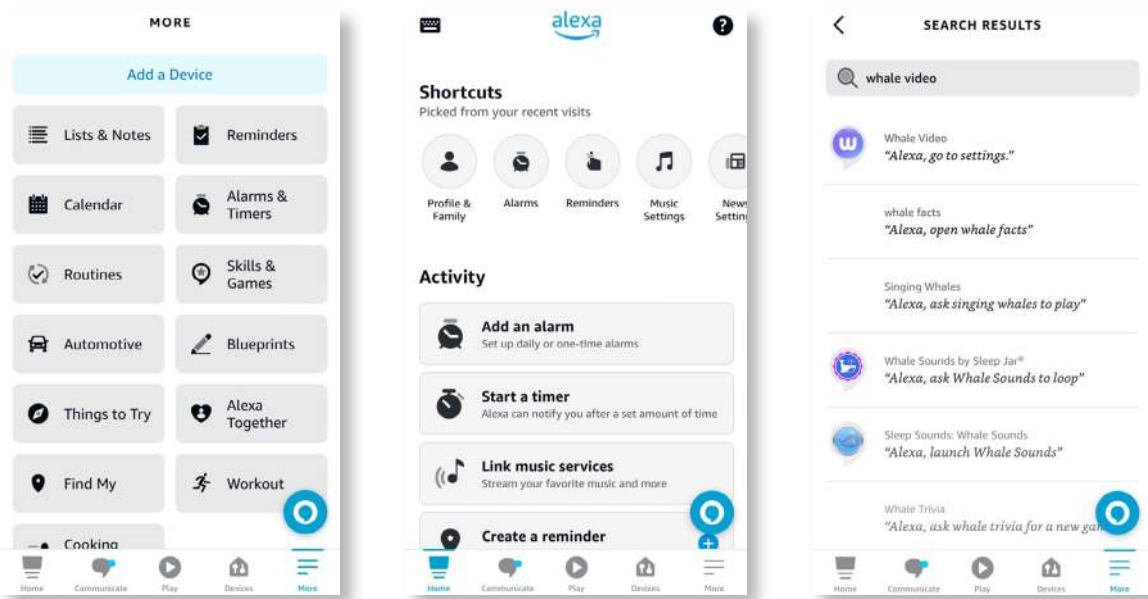 MORE
Add a Device
Lists & Notes
Reminders
Calendar
Alarms &
Timers
Routines
Skills &
Games
Automotive
Blueprints
Things to Try
Alexa
Together
Find My
Workout
Cooking
Home
Communicate
Play
Devices
More
alexa
?
Shortcuts
Picked from your recent visits
Profile &
Family
Alarms
Reminders
Music
Settings
News
Settin
Activity
Add an alarm
Set up daily or one-time alarms
Start a timer
Alexa can notify you after a set amount of time
Link music services
Stream your favorite music and more
Create a reminder
Home
Communicate
Play
Devices
More
SEARCH RESULTS
whale video
w
Whale Video
“Alexa, go to settings.”
whale facts
“Alexa, open whale facts”
Singing Whales
“Alexa, ask singing whales to play”
Whale Sounds by Sleep Jar®
“Alexa, ask Whale Sounds to loop”
Sleep Sounds: Whale Sounds
“Alexa, launch Whale Sounds”
Whale Trivia
“Alexa, ask whale trivia for a new gam
Home
Communicate
Play
Devices
More